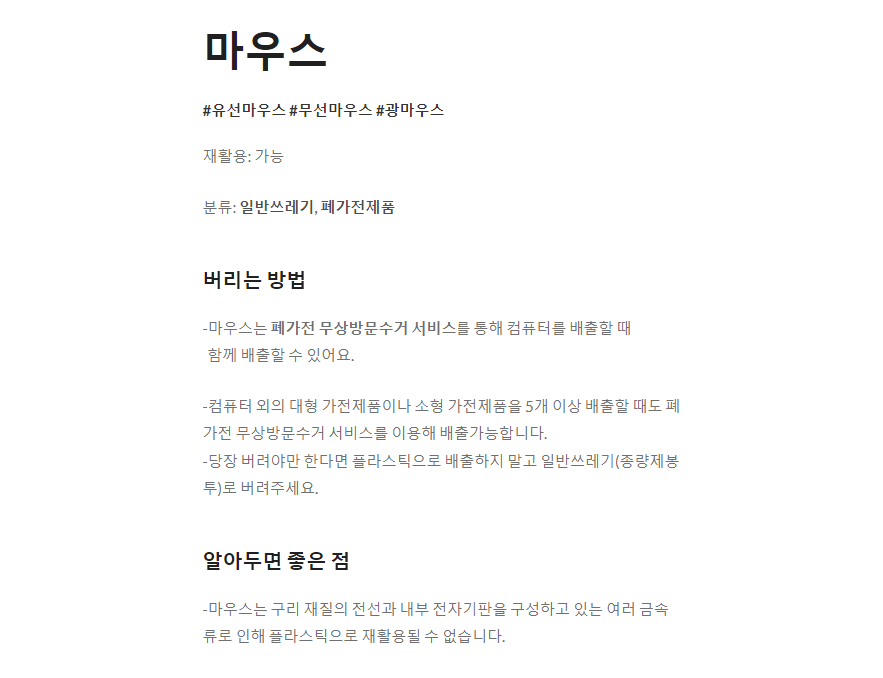 마우스
#유선마우스 #무선마우스 #광마우스
재활용: 가능
분류: 일반쓰레기, 폐가전제품
버리는 방법
-마우스는 폐가전 무상방문수거 서비스를 통해 컴퓨터를 배출할 때
함께 배출할 수 있어요.
-컴퓨터 외의 대형 가전제품이나 소형 가전제품을 5개 이상 배출할 때도 폐
가전 무상방문수거 서비스를 이용해 배출가능합니다.
-당장 버려야만 한다면 플라스틱으로 배출하지 말고 일반쓰레기(종량제봉
투)로 버려주세요.
알아두면 좋은 점
-마우스는 구리 재질의 전선과 내부 전자기판을 구성하고 있는 여러 금속
류로 인해 플라스틱으로 재활용될 수 없습니다.